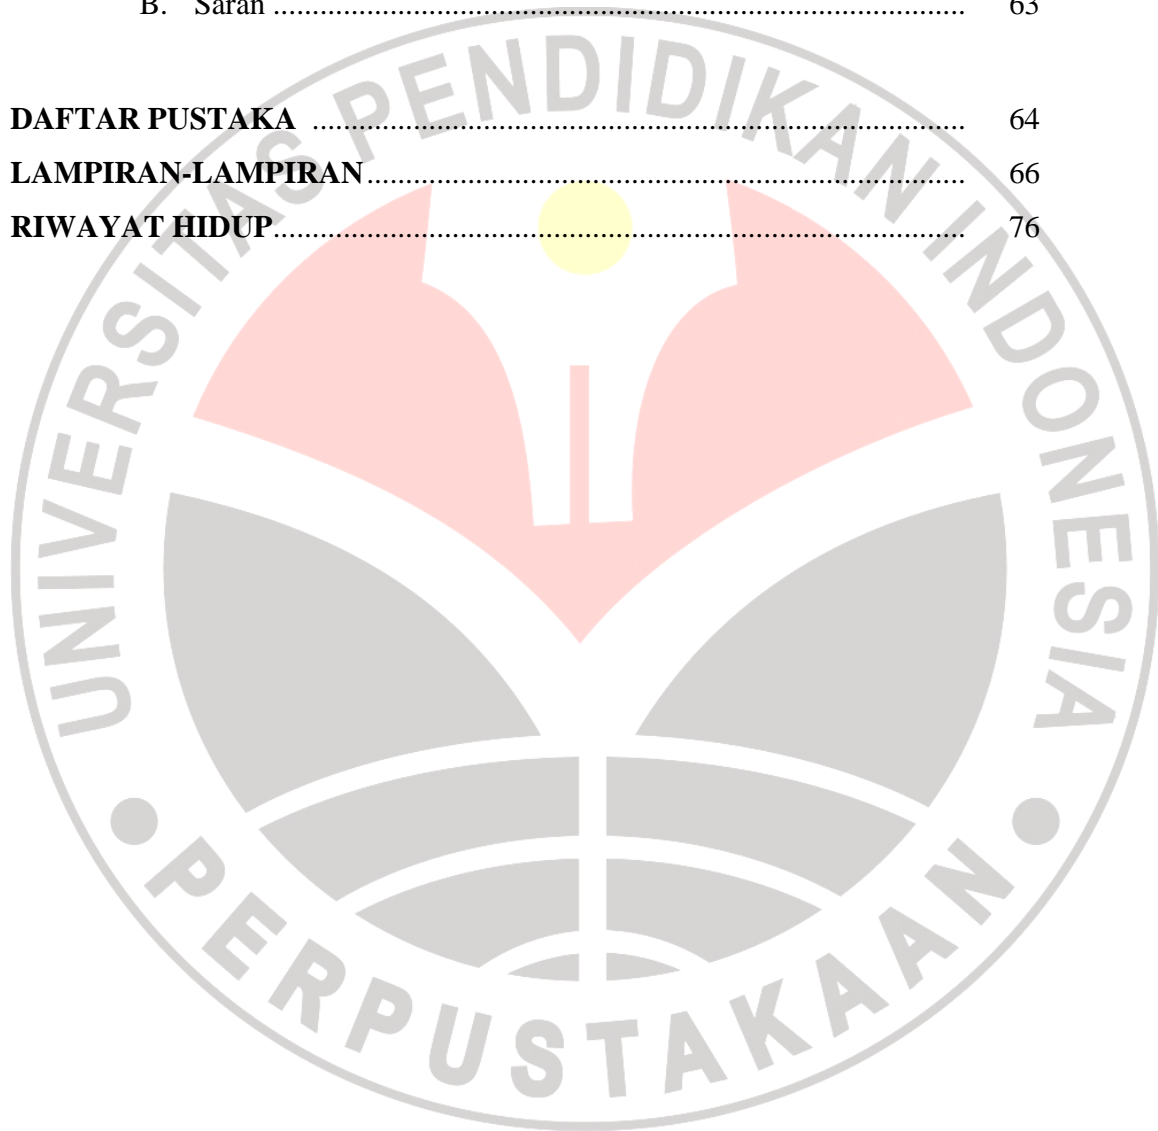 B. Saran ........................................................................................ 63
DAFTAR PUSTAKA ................................................................................... 64
LAMPIRAN-LAMPIRAN ............................................................................ 66
RIWAYAT HIDUP ........................................................................................ 76
UNIVERSITAS PENDIDIKAN INDONESIA
• PERPUSTAKAAN •